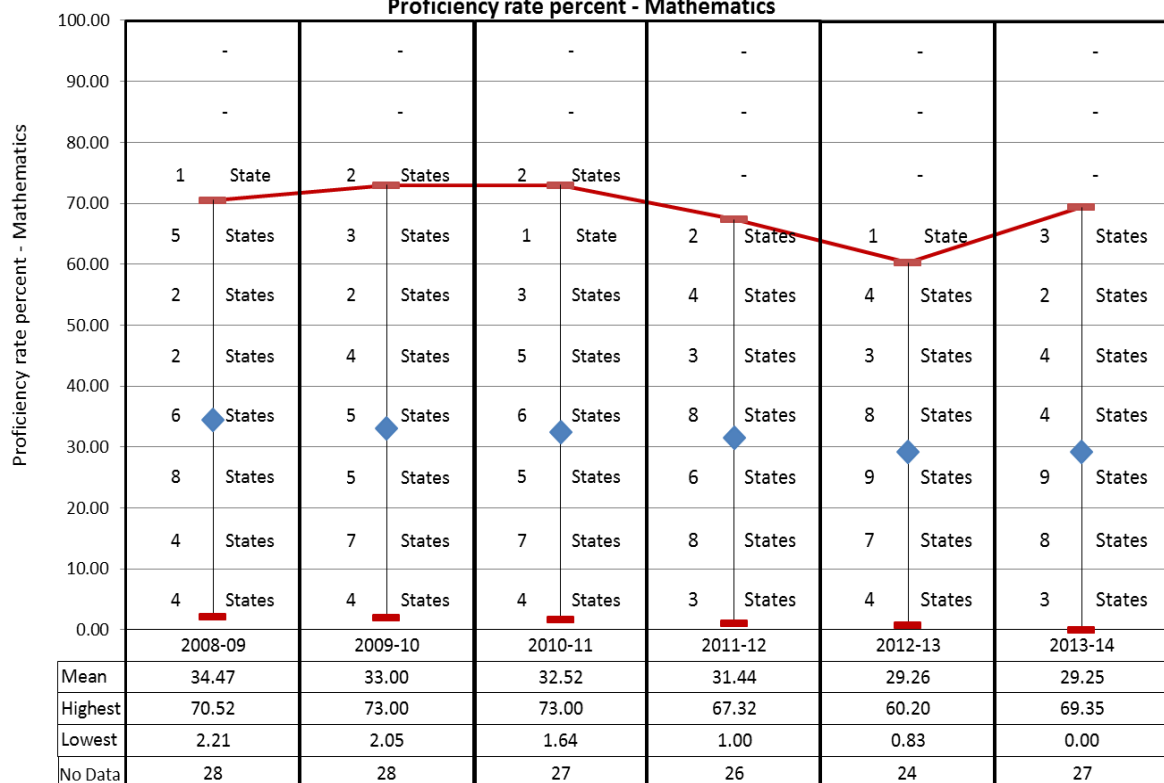 Proficiency rate percent - Mathematics
Proficiency rate percent - Mathematics
100.00
- - - - - -
90.00
- - - - - -
80.00
1 State 2 States 2 States - - -
70.00
5 States 3 States 1 State 2 States 1 State 3 States
60.00
2 States 2 States 3 States 4 States 4 States 2 States
50.00
2 States 4 States 5 States 3 States 3 States 4 States
40.00
6 States 5 States 6 States 8 States 8 States 4 States
30.00
8 States 5 States 5 States 6 States 9 States 9 States
20.00
4 States 7 States 7 States 8 States 7 States 8 States
10.00
4 States 4 States 4 States 3 States 4 States 3 States
0.00
2008-09 2009-10 2010-11 2011-12 2012-13 2013-14
Mean 34.47 33.00 32.52 31.44 29.26 29.25
Highest 70.52 73.00 73.00 67.32 60.20 69.35
Lowest 2.21 2.05 1.64 1.00 0.83 0.00
No Data 28 28 27 26 24 27